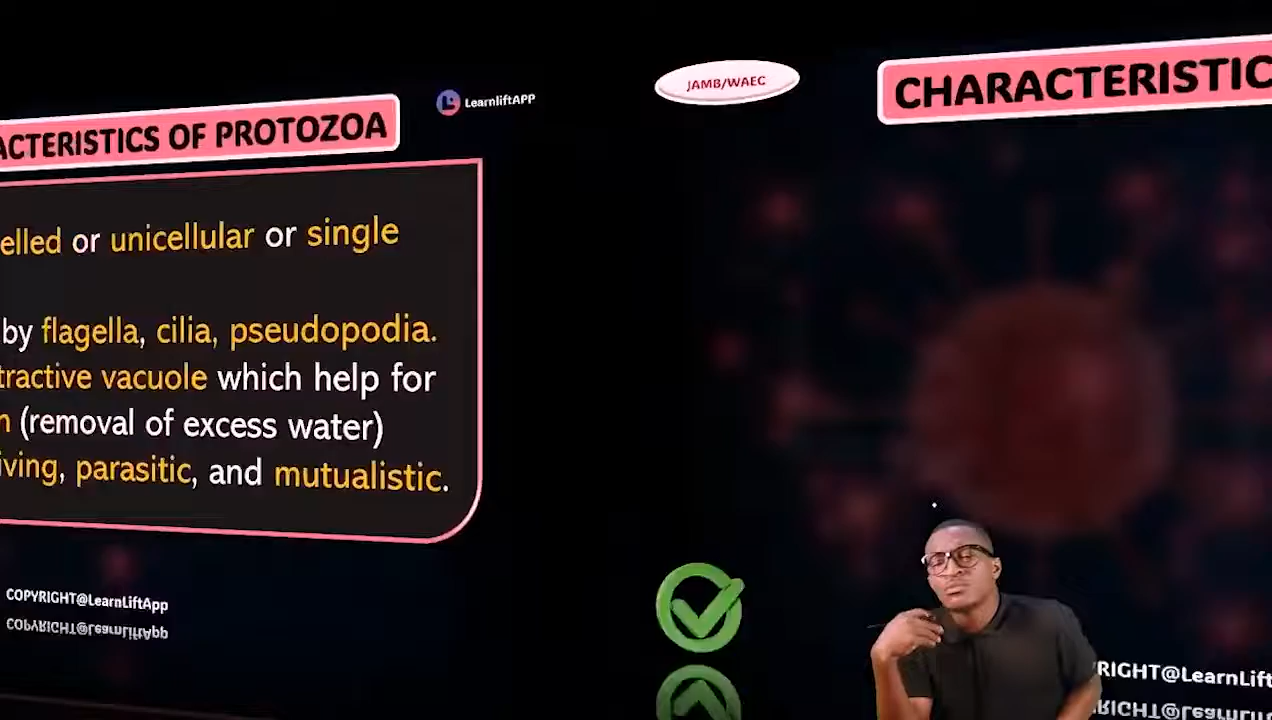 ACTERISTICS OF PROTOZOA
LearnliftAPP
elled or unicellular or single
by flagella, cilia, pseudopodia.
tractive vacuole which help for
n (removal of excess water)
iving, parasitic, and mutualistic.
COPYRIGHT@LearnLiftApp
JAMB/WAEC
CHARACTERISTIC
RIGHT@LearnLift